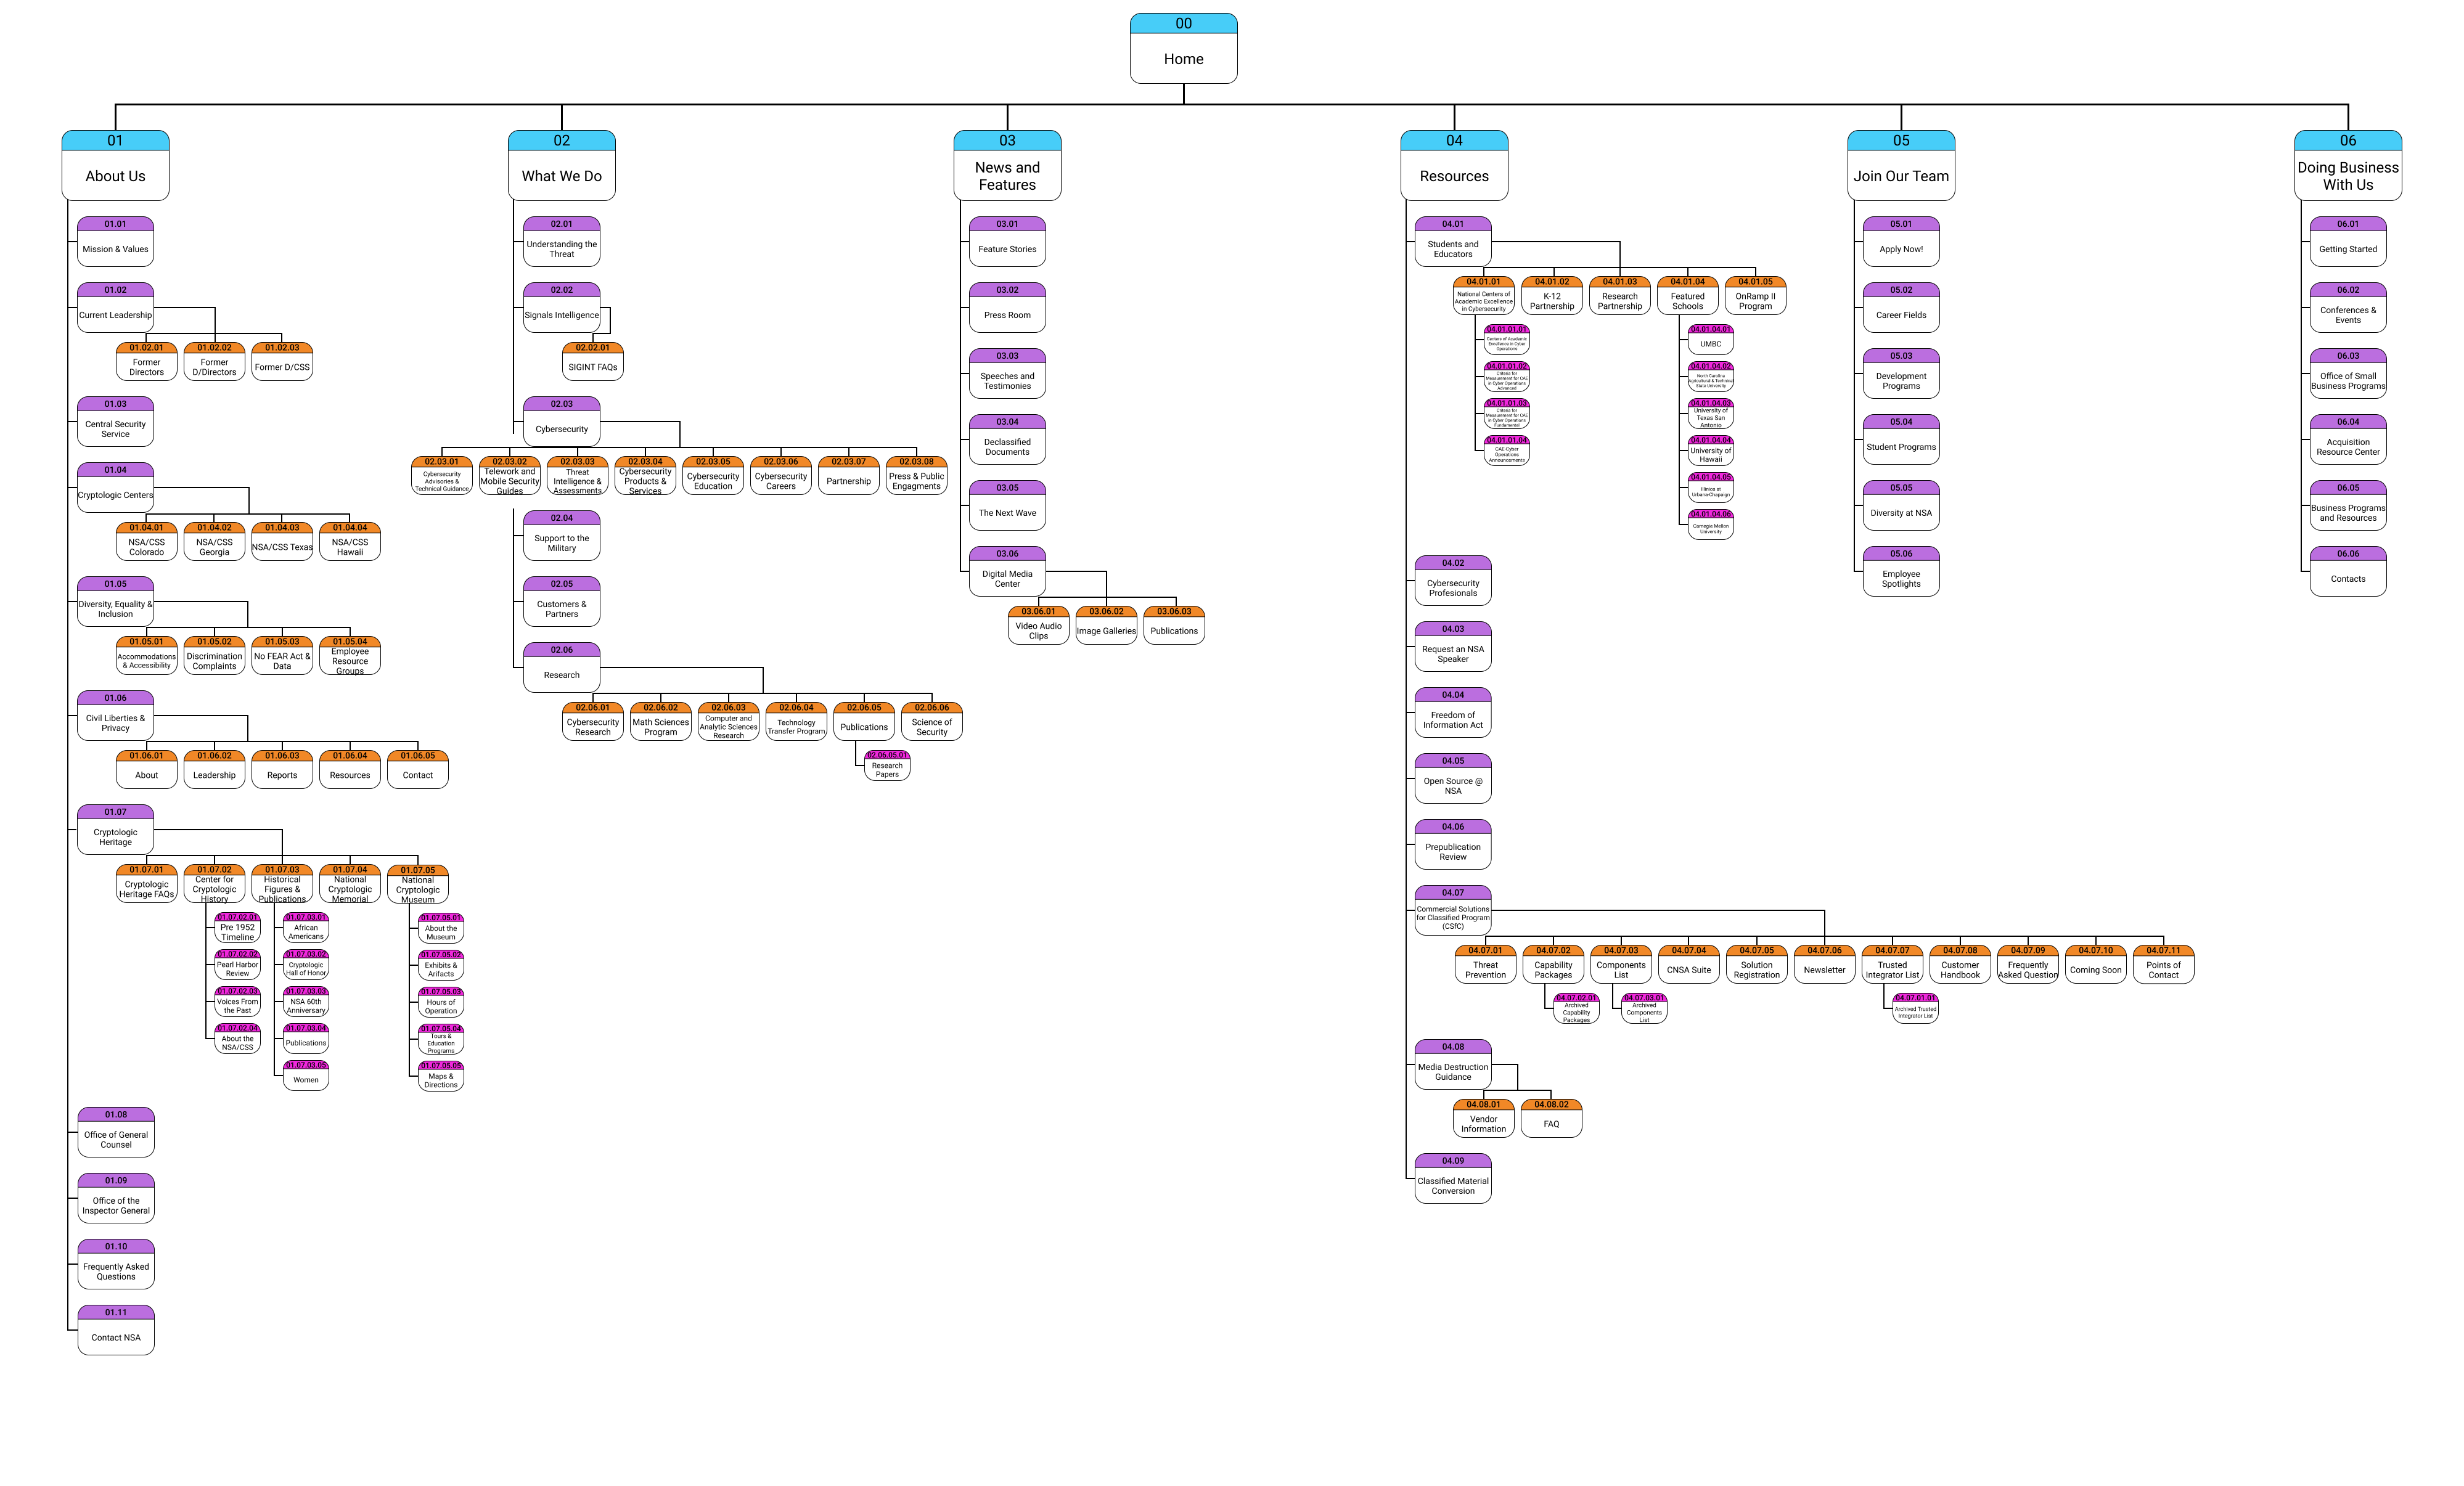 00
Home
01
About Us
01.01
Mission & Values
01.02
Current Leadership
01.02.01
Former
Directors
01.02.02
Former
D/Directors
01.02.03
Former D/CSS
01.03
Central Security
Service
01.04
Cryptologic Centers
01.04.01
NSA/CSS
Colorado
01.04.02
NSA/CSS
Georgia
01.04.03
NSA/CSS Texas
01.04.04
NSA/CSS
Hawaii
01.05
Diversity, Equality &
Inclusion
01.05.01
Accommodations
& Accessibility
01.05.02
Discrimination
Complaints
01.05.03
No FEAR Act &
Data
01.05.04
Employee
Resource
Groups
01.06
Civil Liberties &
Privacy
01.06.01
About
01.06.02
Leadership
01.06.03
Reports
01.06.04
Resources
01.06.05
Contact
01.07
Cryptologic
Heritage
01.07.01
Cryptologic
Heritage FAQs
01.07.02
Center for
Cryptologic
History
01.07.02.01
Pre 1952
Timeline
01.07.02.02
Pearl Harbor
Review
01.07.02.03
Voices From
the Past
01.07.02.04
About the
NSA/CSS
01.07.03
Historical
Figures &
Publications
01.07.03.01
African
Americans
01.07.03.02
Cryptologic
Hall of Honor
01.07.03.03
NSA 60th
Anniversary
01.07.03.04
Publications
01.07.03.05
Women
01.07.04
National
Cryptologic
Memorial
01.07.05
National
Cryptologic
Museum
01.07.05.01
About the
Museum
01.07.05.02
Exhibits &
Arifacts
01.07.05.03
Hours of
Operation
01.07.05.04
Tours &
Education
Programs
01.07.05.05
Maps &
Directions
01.08
Office of General
Counsel
01.09
Office of the
Inspector General
01.10
Frequently Asked
Questions
01.11
Contact NSA
02
What We Do
02.01
Understanding the
Threat
02.02
Signals Intelligence
02.02.01
SIGINT FAQs
02.03
Cybersecurity
02.03.01
Cybersecurity
Advisories &
Technical Guidance
02.03.02
Telework and
Mobile Security
Guides
02.03.03
Threat
Intelligence &
Assessments
02.03.04
Cybersecurity
Products &
Services
02.03.05
Cybersecurity
Education
02.03.06
Cybersecurity
Careers
02.03.07
Partnership
02.03.08
Press & Public
Engagments
02.04
Support to the
Military
02.05
Customers &
Partners
02.06
Research
02.06.01
Cybersecurity
Research
02.06.02
Math Sciences
Program
02.06.03
Computer and
Analytic Sciences
Research
02.06.04
Technology
Transfer Program
02.06.05
Publications
02.06.05.01
Research
Papers
02.06.06
Science of
Security
03
News and
Features
03.01
Feature Stories
03.02
Press Room
03.03
Speeches and
Testimonies
03.04
Declassified
Documents
03.05
The Next Wave
03.06
Digital Media
Center
03.06.01
Video Audio
Clips
03.06.02
Image Galleries
03.06.03
Publications
04
Resources
04.01
Students and
Educators
04.01.01
National Centers of
Academic Excellence
in Cybersecurity
04.01.01.01
Centers of Academic
Excellence in Cyber
Operations
04.01.01.02
Criteria for
Measurement for CAE
in Cyber Operations
Advanced
04.01.01.03
Criteria for
Measurement for CAE
in Cyber Operations
Fundamental
04.01.01.04
CAE-Cyber
Operations
Announcements
04.01.02
K-12
Partnership
04.01.03
Research
Partnership
04.01.04
Featured
Schools
04.01.04.01
UMBC
04.01.04.02
North Carolina
Agricultural & Technical
State University
04.01.04.03
University of
Texas San
Antonio
04.01.04.04
University of
Hawaii
04.01.04.05
Illinios at
Urbana-Chapaign
04.01.04.06
Carnegie Mellon
University
04.01.05
OnRamp II
Program
04.02
Cybersecurity
Profesionals
04.03
Request an NSA
Speaker
04.04
Freedom of
Information Act
04.05
Open Source @
NSA
04.06
Prepublication
Review
04.07
Commercial Solutions
for Classified Program
(CSfC)
04.07.01
Threat
Prevention
04.07.02
Capability
Packages
04.07.02.01
Archived
Capability
Packages
04.07.03
Components
List
04.07.03.01
Archived
Components
List
04.07.04
CNSA Suite
04.07.05
Solution
Registration
04.07.06
Newsletter
04.07.07
Trusted
Integrator List
04.07.01.01
Archived Trusted
Integrator List
04.07.08
Customer
Handbook
04.07.09
Frequently
Asked Question
04.07.10
Coming Soon
04.07.11
Points of
Contact
04.08
Media Destruction
Guidance
04.08.01
Vendor
Information
04.08.02
FAQ
04.09
Classified Material
Conversion
05
Join Our Team
05.01
Apply Now!
05.02
Career Fields
05.03
Development
Programs
05.04
Student Programs
05.05
Diversity at NSA
05.06
Employee
Spotlights
06
Doing Business
With Us
06.01
Getting Started
06.02
Conferences &
Events
06.03
Office of Small
Business Programs
06.04
Acquisition
Resource Center
06.05
Business Programs
and Resources
06.06
Contacts